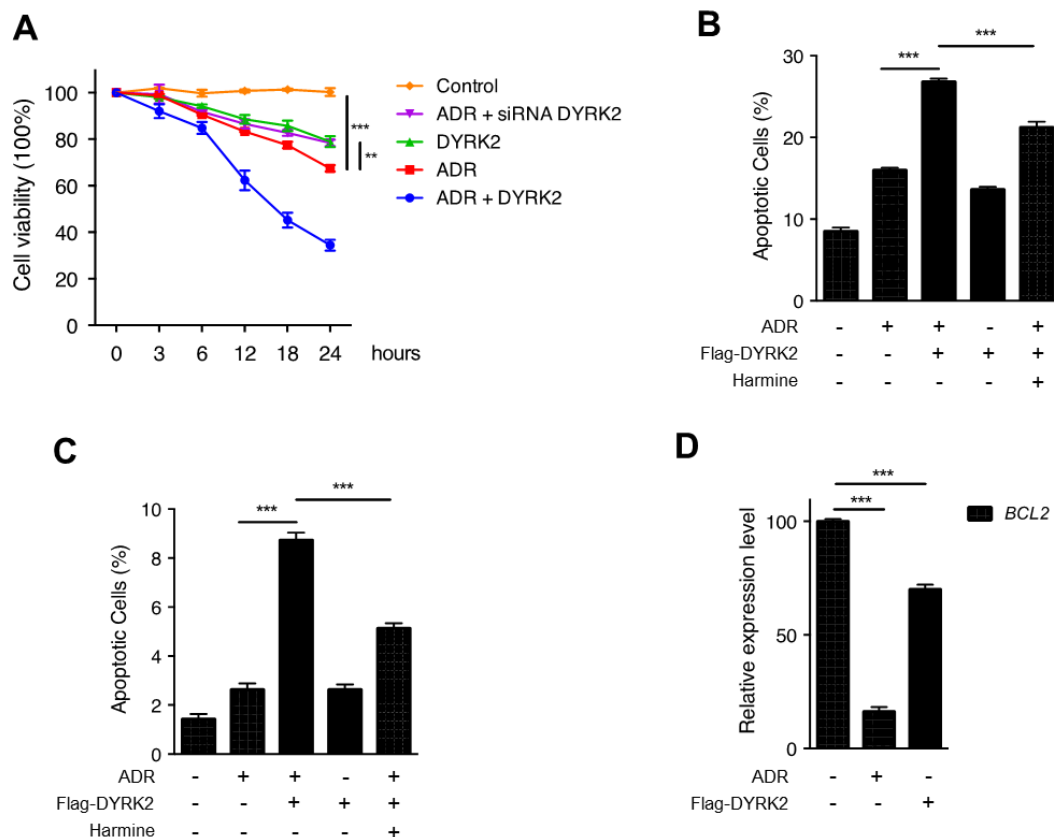 A
Cell viability (100%)
100
80
60
40
20
0
0 3 6 12 18 24 hours
Control
ADR + siRNA DYRK2
DYRK2
ADR
ADR + DYRK2
***
**
B
Apoptotic Cells (%)
30
20
10
0
***
***
ADR - + + - +
Flag-DYRK2 - - + + +
Harmine - - - - +
C
Apoptotic Cells (%)
10
8
6
4
2
0
***
***
ADR - + + - +
Flag-DYRK2 - - + + +
Harmine - - - - +
D
Relative expression level
100
50
0
***
***
BCL2
ADR - + -
Flag-DYRK2 - - +